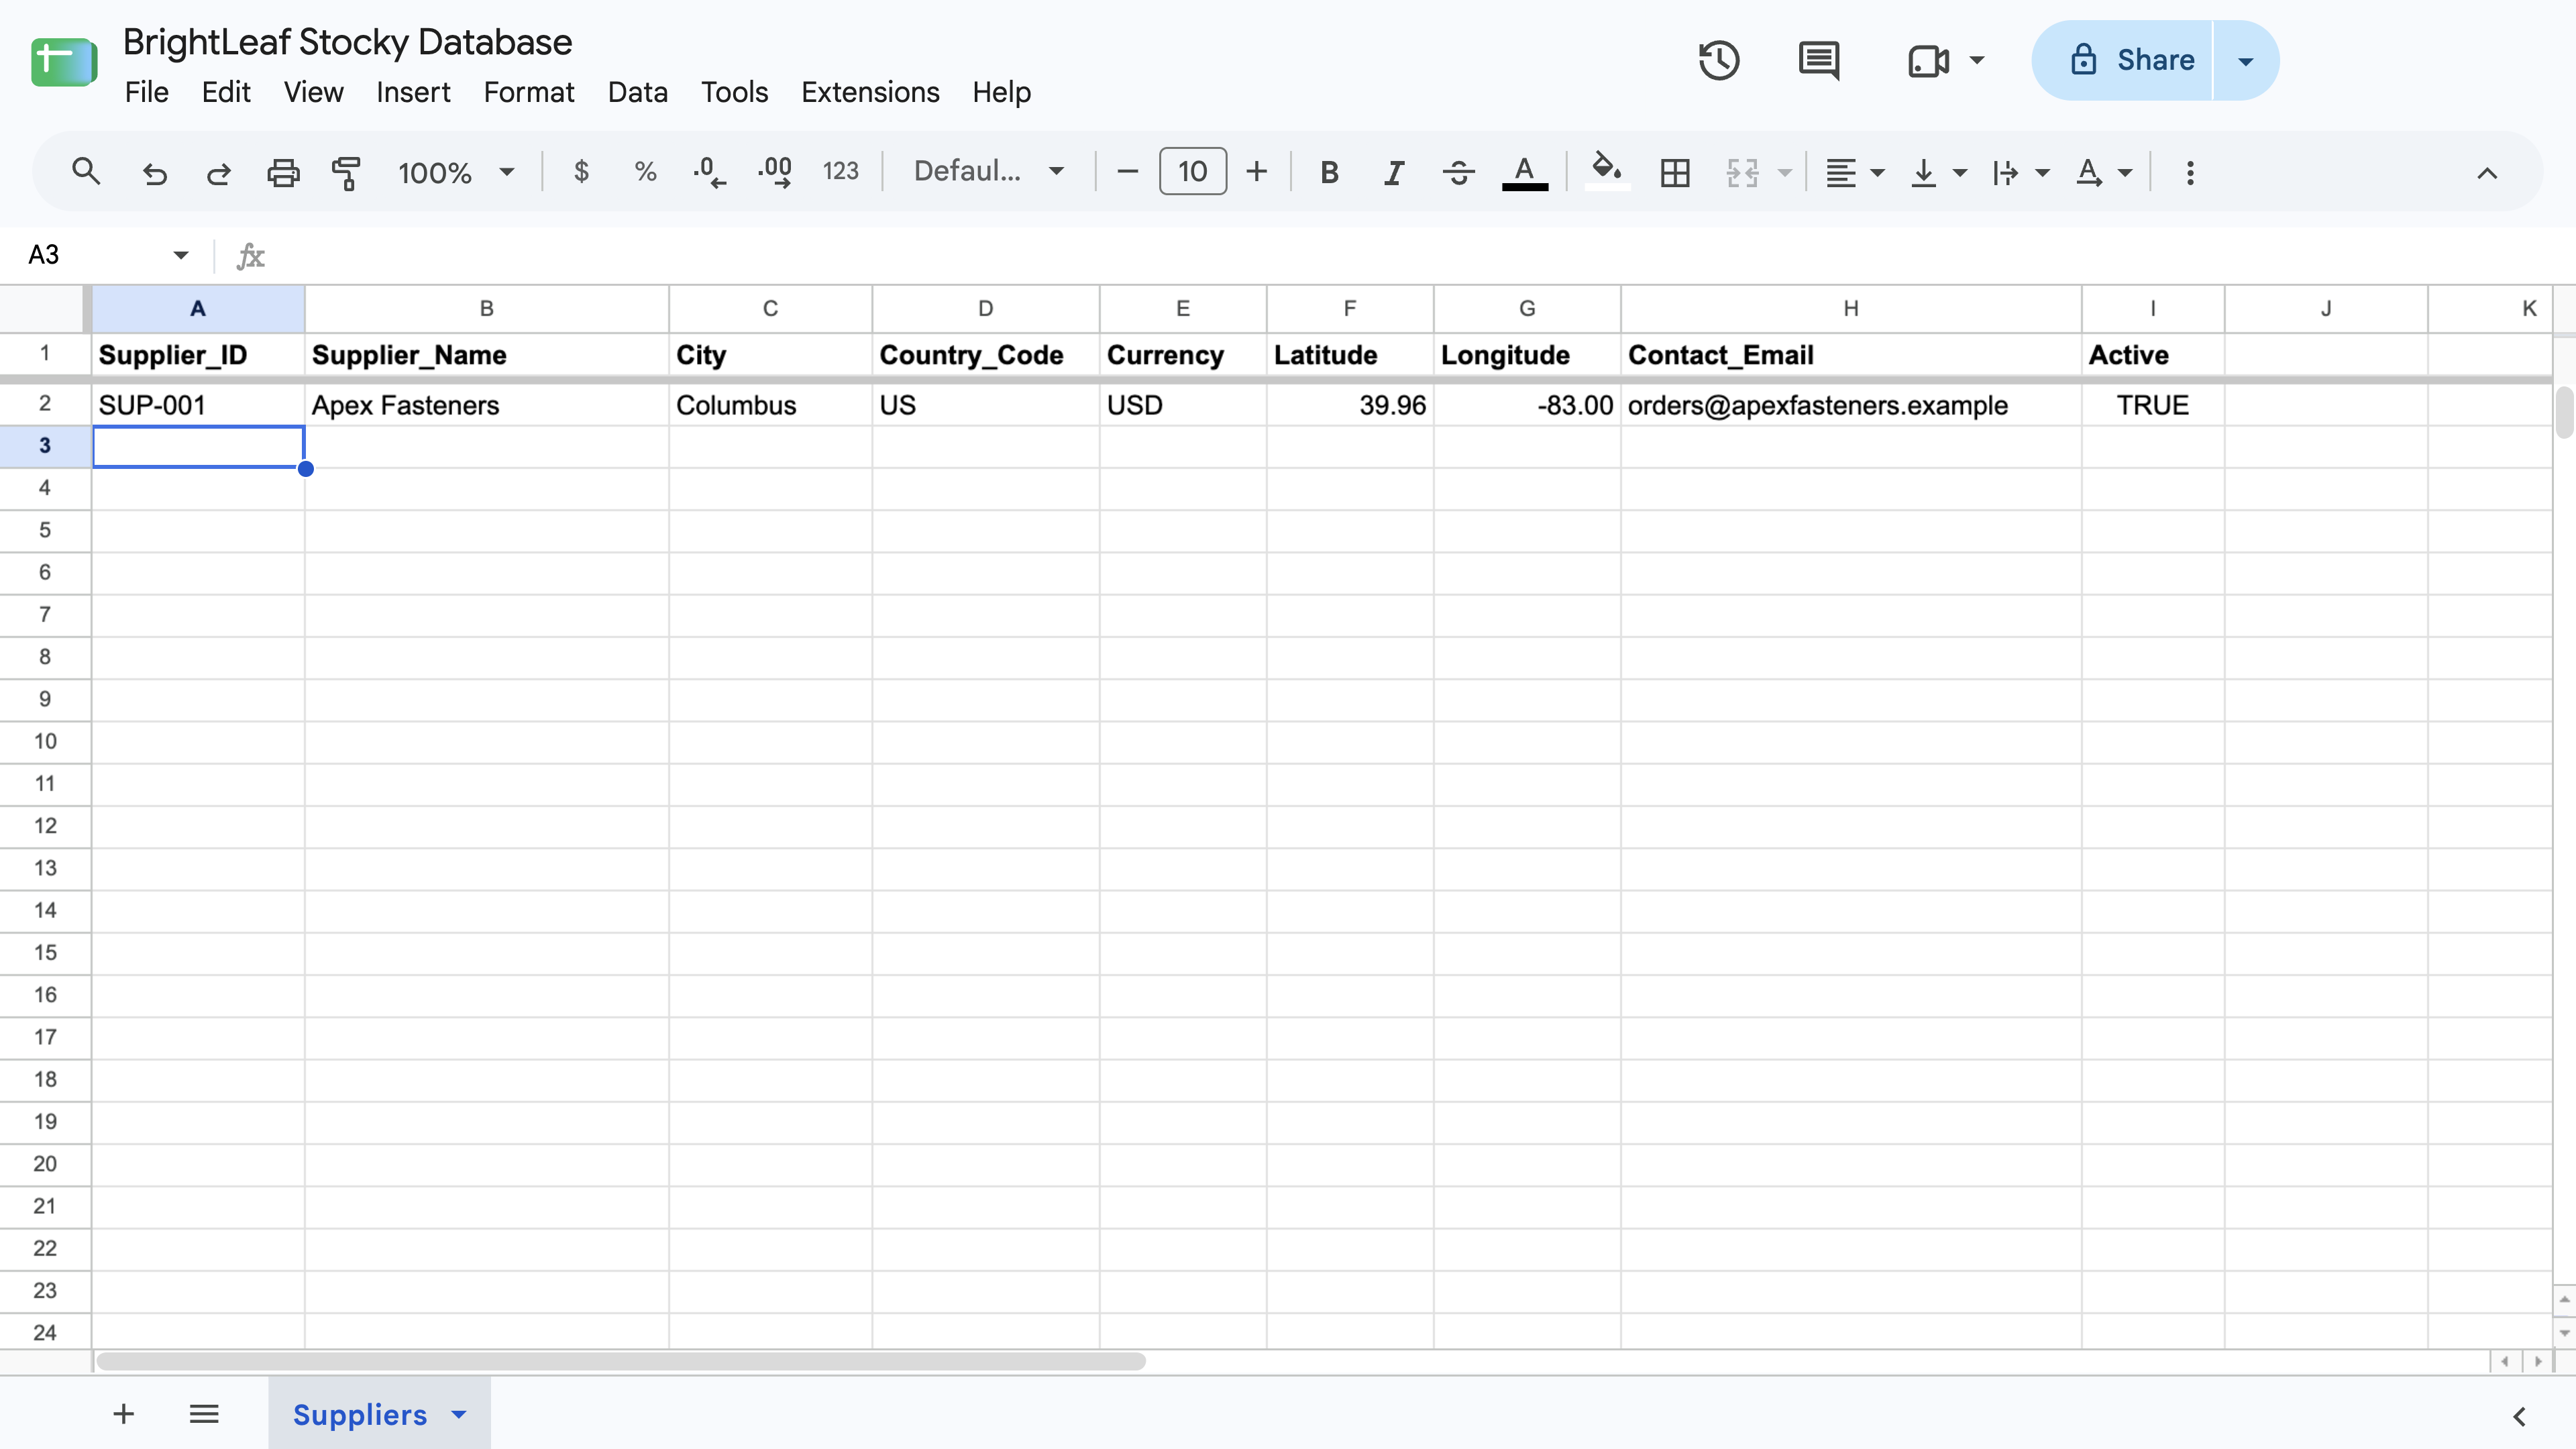 BrightLeaf Stocky Database
File Edit View Insert Format Data Tools Extensions Help
Share
100% $ % .0 .00 123 Defaul... 10 B I S A A
A3 fx
A B C D E F G H I J K
1 Supplier_ID Supplier_Name City Country_Code Currency Latitude Longitude Contact_Email Active
2 SUP-001 Apex Fasteners Columbus US USD 39.96 -83.00 orders@apexfasteners.example TRUE
3
4
5
6
7
8
9
10
11
12
13
14
15
16
17
18
19
20
21
22
23
24
Suppliers